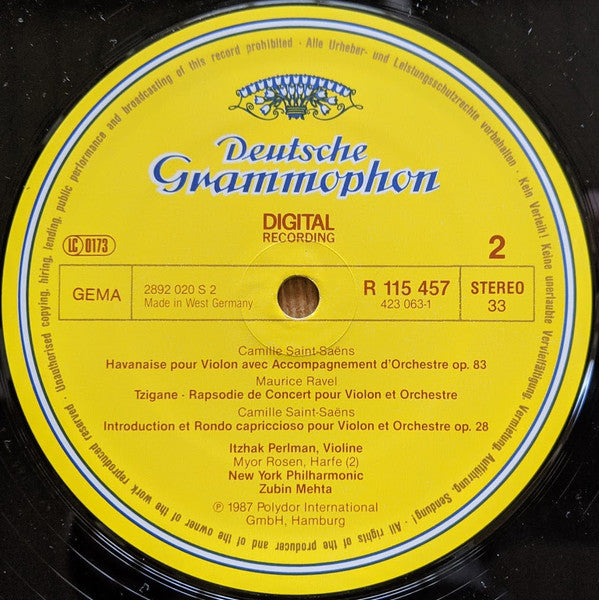 Deutsche
Grammophon
DIGITAL
RECORDING
LC 0173
2
GEMA
2892 020 S 2
Made in West Germany
R 115 457
423 063-1
STEREO
33
Camille Saint-Saëns
Havanaise pour Violon avec Accompagnement d'Orchestre op. 83
Maurice Ravel
Tzigane · Rapsodie de Concert pour Violon et Orchestre
Camille Saint-Saëns
Introduction et Rondo capriccioso pour Violon et Orchestre op. 28
Itzhak Perlman, Violine
Myor Rosen, Harfe (2)
New York Philharmonic
Zubin Mehta
℗ 1987 Polydor International
GmbH, Hamburg
Alle Urheber- und Leistungsschutzrechte vorbehalten · Kein Verleih! Keine unerlaubte Vervielfältigung, Vermietung, Aufführung, Sendung! · All rights of the producer and of the owner of the work reproduced reserved · Unauthorised copying, hiring, lending, public performance and broadcasting of this record prohibited ·